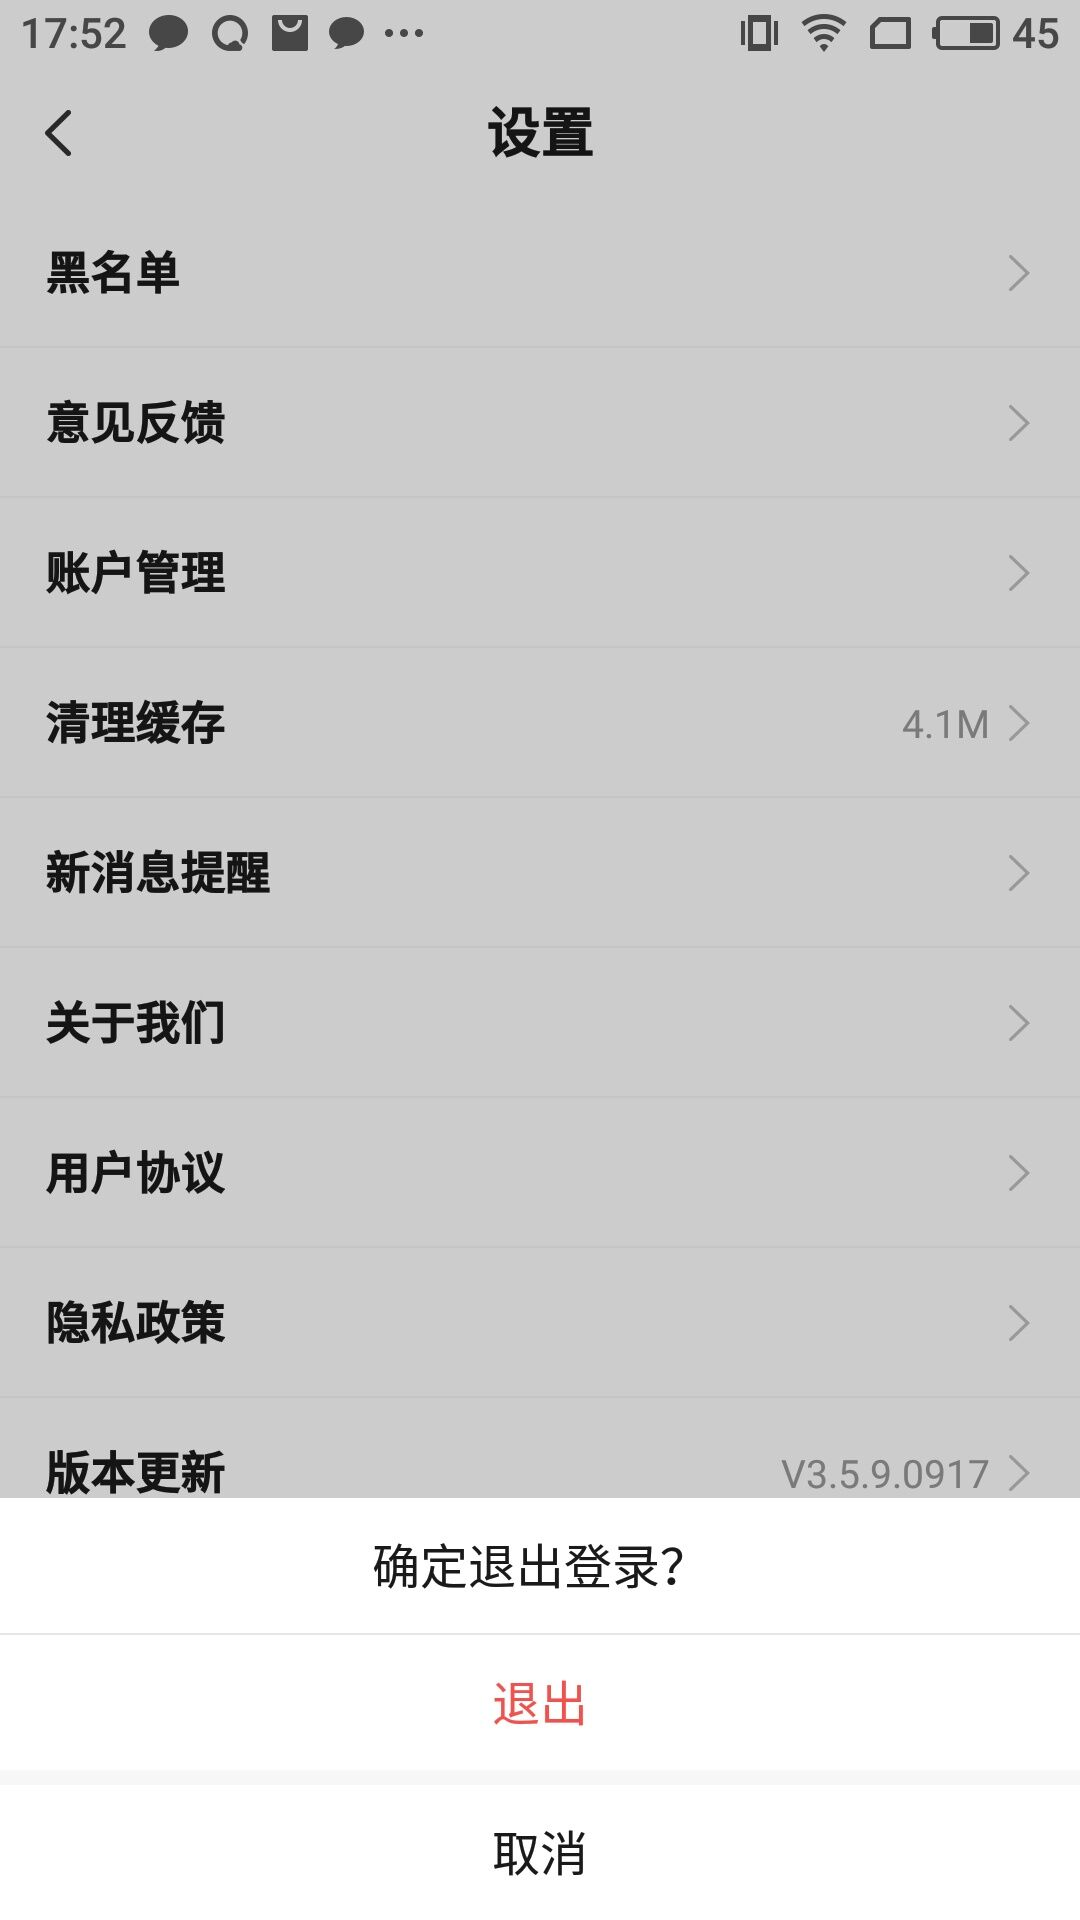 17:52 45
设置
黑名单
意见反馈
账户管理
清理缓存 4.1M
新消息提醒
关于我们
用户协议
隐私政策
版本更新 V3.5.9.0917
确定退出登录？
退出
取消